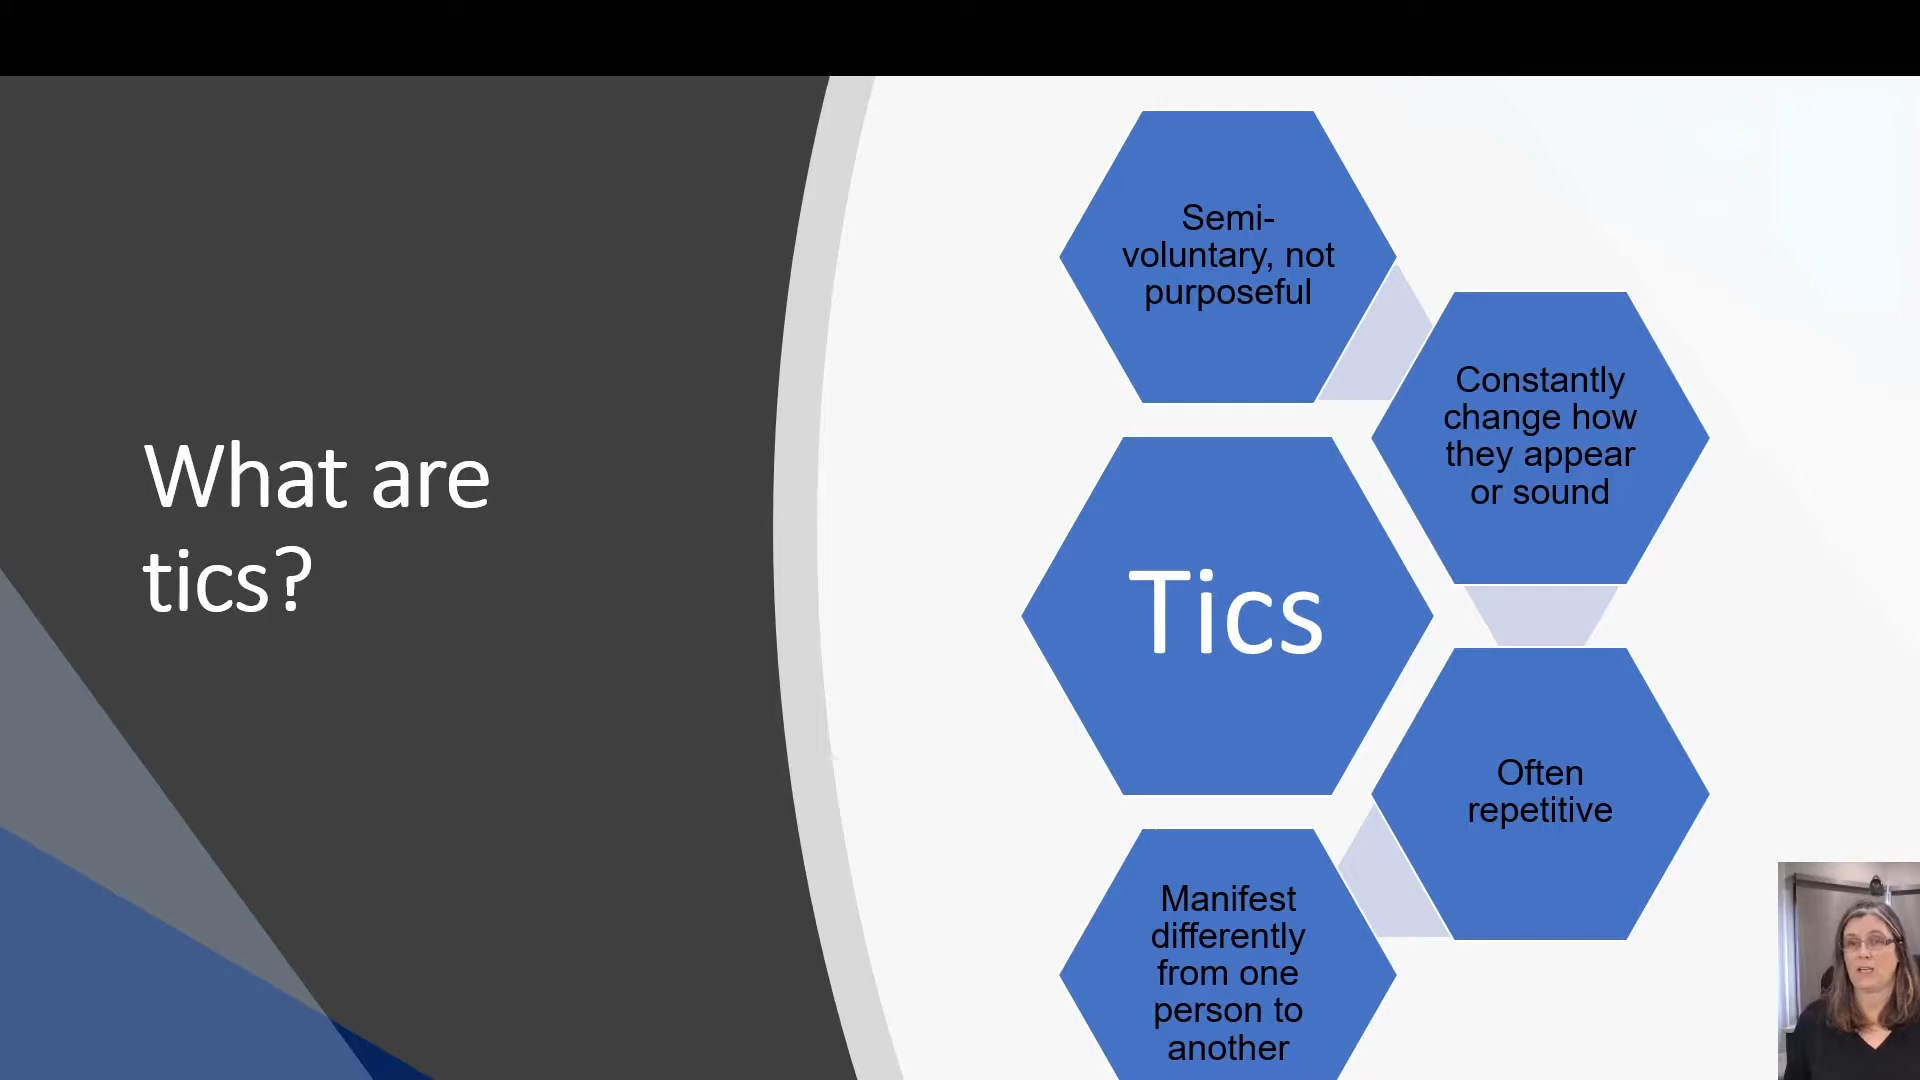 What are
tics?
Semi-
voluntary, not
purposeful
Constantly
change how
they appear
or sound
Tics
Often
repetitive
Manifest
differently
from one
person to
another